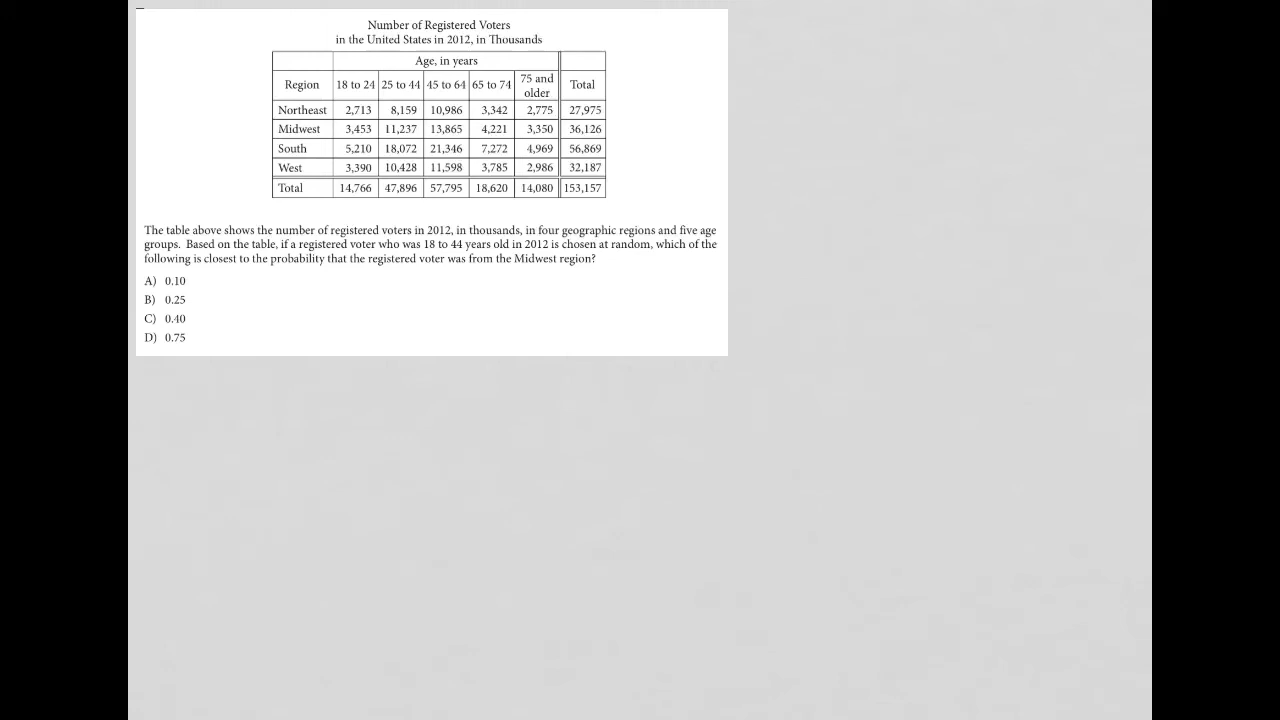 Number of Registered Voters
in the United States in 2012, in Thousands
Age, in years
Region 18 to 24 25 to 44 45 to 64 65 to 74 75 and older Total
Northeast 2,713 8,159 10,986 3,342 2,775 27,975
Midwest 3,453 11,237 13,865 4,221 3,350 36,126
South 5,210 18,072 21,346 7,272 4,969 56,869
West 3,390 10,428 11,598 3,785 2,986 32,187
Total 14,766 47,896 57,795 18,620 14,080 153,157
The table above shows the number of registered voters in 2012, in thousands, in four geographic regions and five age
groups. Based on the table, if a registered voter who was 18 to 44 years old in 2012 is chosen at random, which of the
following is closest to the probability that the registered voter was from the Midwest region?
A) 0.10
B) 0.25
C) 0.40
D) 0.75